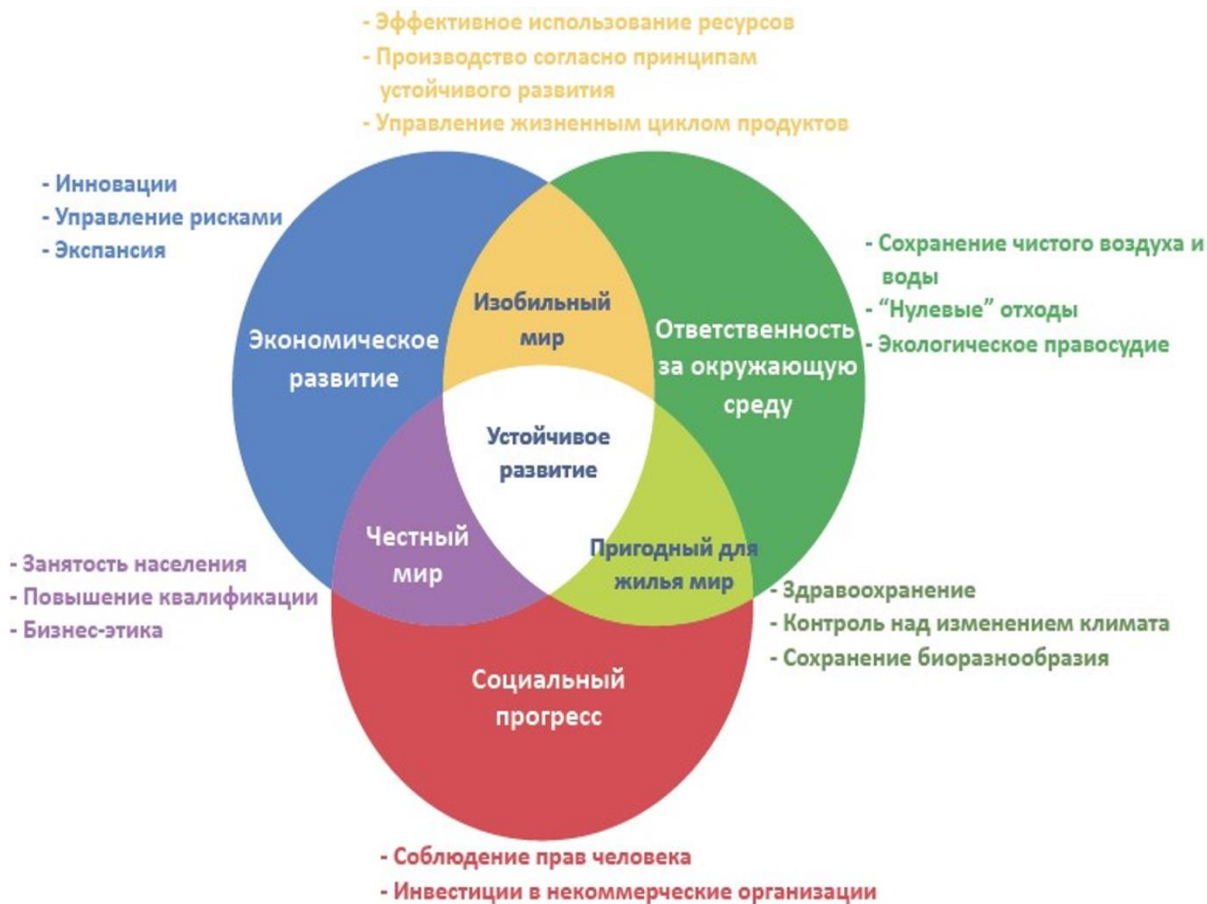 - Эффективное использование ресурсов
- Производство согласно принципам
устойчивого развития
- Управление жизненным циклом продуктов
- Инновации
- Управление рисками
- Экспансия
- Сохранение чистого воздуха и
воды
- “Нулевые” отходы
- Экологическое правосудие
Изобильный
мир
Экономическое
развитие
Ответственность
за окружающую
среду
Устойчивое
развитие
Честный
мир
Пригодный для
жилья мир
- Занятость населения
- Повышение квалификации
- Бизнес-этика
- Здравоохранение
- Контроль над изменением климата
- Сохранение биоразнообразия
Социальный
прогресс
- Соблюдение прав человека
- Инвестиции в некоммерческие организации